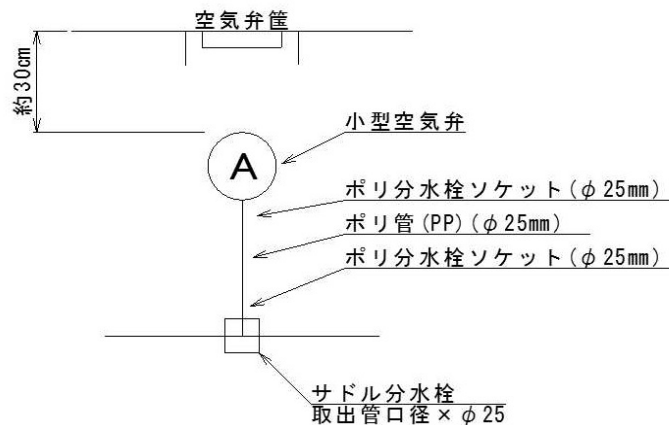 空気弁筐
約30cm
小型空気弁
A
ポリ分水栓ソケット(φ25mm)
ポリ管(PP)(φ25mm)
ポリ分水栓ソケット(φ25mm)
サドル分水栓
取出管口径×φ25